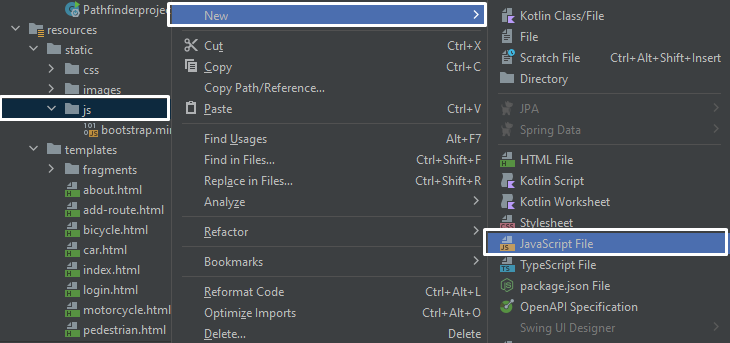 Pathfinderproject
resources
static
css
images
js
bootstrap.min
templates
fragments
about.html
add-route.html
bicycle.html
car.html
index.html
login.html
motorcycle.html
pedestrian.html
New
Cut Ctrl+X
Copy Ctrl+C
Copy Path/Reference...
Paste Ctrl+V
Find Usages Alt+F7
Find in Files... Ctrl+Shift+F
Replace in Files... Ctrl+Shift+R
Analyze
Refactor
Bookmarks
Reformat Code Ctrl+Alt+L
Optimize Imports Ctrl+Alt+O
Delete... Delete
Kotlin Class/File
File
Scratch File Ctrl+Alt+Shift+Insert
Directory
JPA
Spring Data
HTML File
Kotlin Script
Kotlin Worksheet
Stylesheet
JavaScript File
TypeScript File
package.json File
OpenAPI Specification
Swing UI Designer